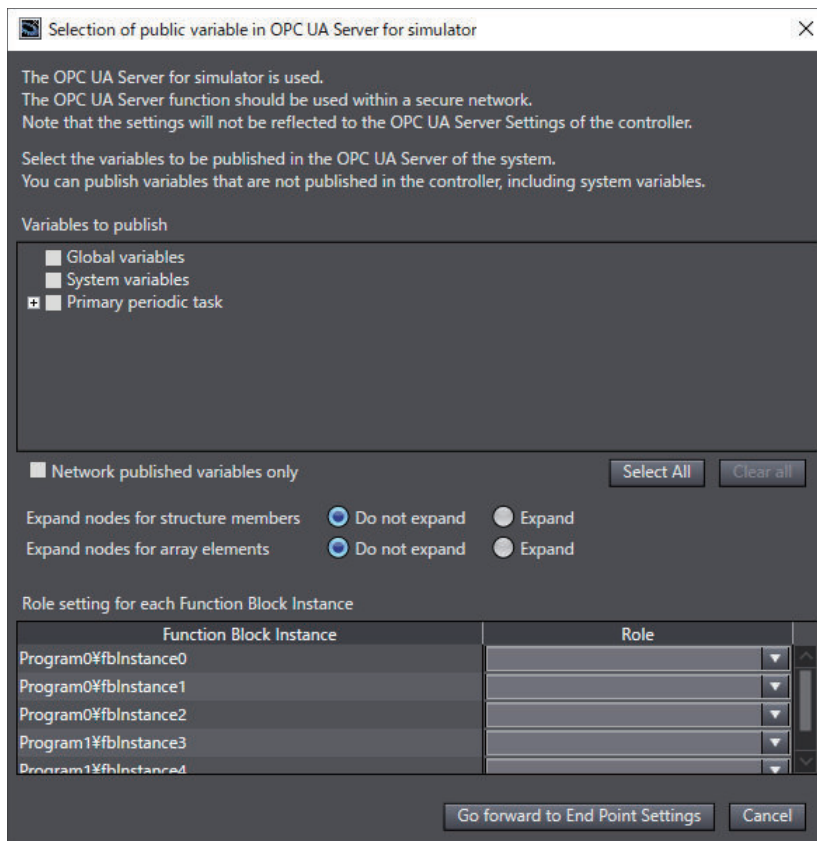 Selection of public variable in OPC UA Server for simulator
The OPC UA Server for simulator is used.
The OPC UA Server function should be used within a secure network.
Note that the settings will not be reflected to the OPC UA Server Settings of the controller.
Select the variables to be published in the OPC UA Server of the system.
You can publish variables that are not published in the controller, including system variables.
Variables to publish
Global variables
System variables
Primary periodic task
Network published variables only
Select All
Clear all
Expand nodes for structure members Do not expand Expand
Expand nodes for array elements Do not expand Expand
Role setting for each Function Block Instance
Function Block Instance Role
Program0¥fbInstance0
Program0¥fbInstance1
Program0¥fbInstance2
Program1¥fbInstance3
Program1¥fbInstance4
Go forward to End Point Settings Cancel